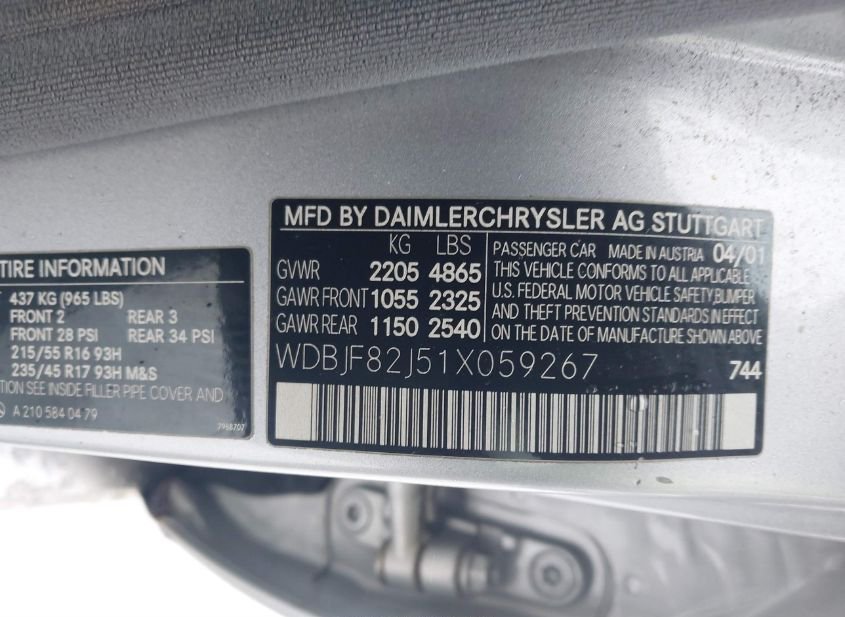 TIRE INFORMATION
437 KG (965 LBS)
FRONT 2 REAR 3
FRONT 28 PSI REAR 34 PSI
215/55 R16 93H
235/45 R17 93H M&S
SEE INSIDE FILLER PIPE COVER AND
A 210 584 04 79
7958707
MFD BY DAIMLERCHRYSLER AG STUTTGART
KG LBS
GVWR 2205 4865
GAWR FRONT 1055 2325
GAWR REAR 1150 2540
PASSENGER CAR MADE IN AUSTRIA 04/01
THIS VEHICLE CONFORMS TO ALL APPLICABLE
U.S. FEDERAL MOTOR VEHICLE SAFETY, BUMPER
AND THEFT PREVENTION STANDARDS IN EFFECT
ON THE DATE OF MANUFACTURE SHOWN ABOVE
WDBJF82J51X059267 744